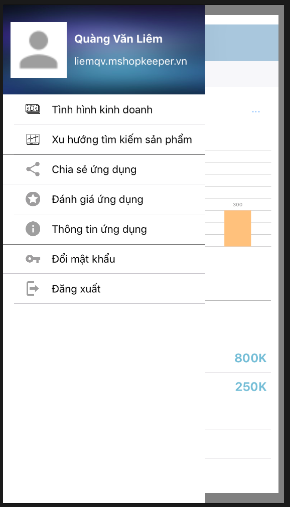 Quàng Văn Liêm
liemqv.mshopkeeper.vn
Tình hình kinh doanh
Xu hướng tìm kiếm sản phẩm
Chia sẻ ứng dụng
Đánh giá ứng dụng
Thông tin ứng dụng
Đổi mật khẩu
Đăng xuất
800K
250K